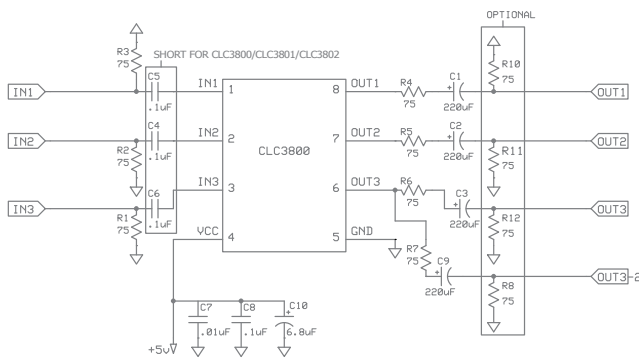 OPTIONAL
R3
75
SHORT FOR CLC3800/CLC3801/CLC3802
R10
75
C5
.1uF
IN1
IN1
1
8
OUT1
R4
75
C1
+
220uF
OUT1
IN2
C4
.1uF
R2
75
IN2
2
CLC3800
7
OUT2
R5
75
C2
+
220uF
R11
75
OUT2
IN3
C6
.1uF
R1
75
IN3
3
6
OUT3
R6
75
C3
+
220uF
R12
75
OUT3
VCC
4
5
GND
R7
75
C9
+
220uF
R8
75
OUT3-2
C7
.01uF
C8
.1uF
C10
+
6.8uF
+5v